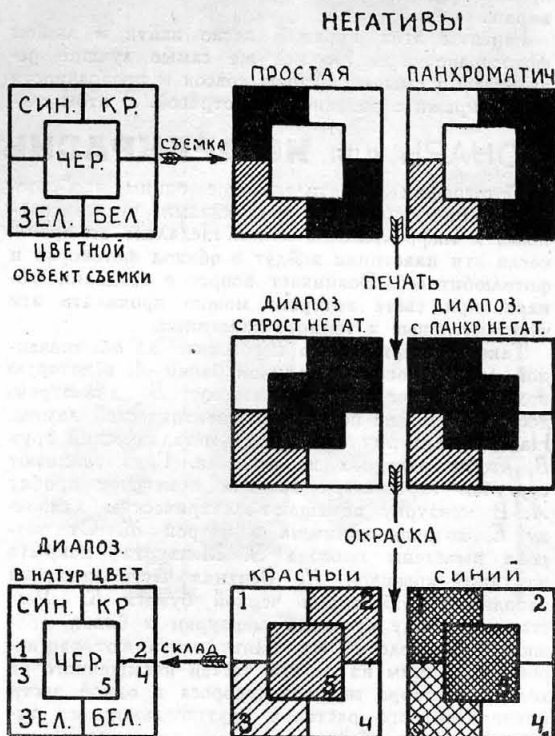 НЕГАТИВЫ
ПРОСТАЯ
ПАНХРОМАТИЧ
СИН. КР.
ЧЕР
ЗЕЛ. БЕЛ
СЪЕМКА
ЦВЕТНОЙ
ОБЪЕКТ СЪЕМКИ
ПЕЧАТЬ
ДИАПОЗ.
С ПРОСТ НЕГАТ.
ДИАПОЗ.
С ПАНХР НЕГАТ.
ОКРАСКА
ДИАПОЗ.
В НАТУР ЦВЕТ
КРАСНЫЙ
СИНИЙ
СИН. КР
1
ЧЕР.
3 5 4
ЗЕЛ. БЕЛ.
СКЛАД
1 2
5
3 4
2
4